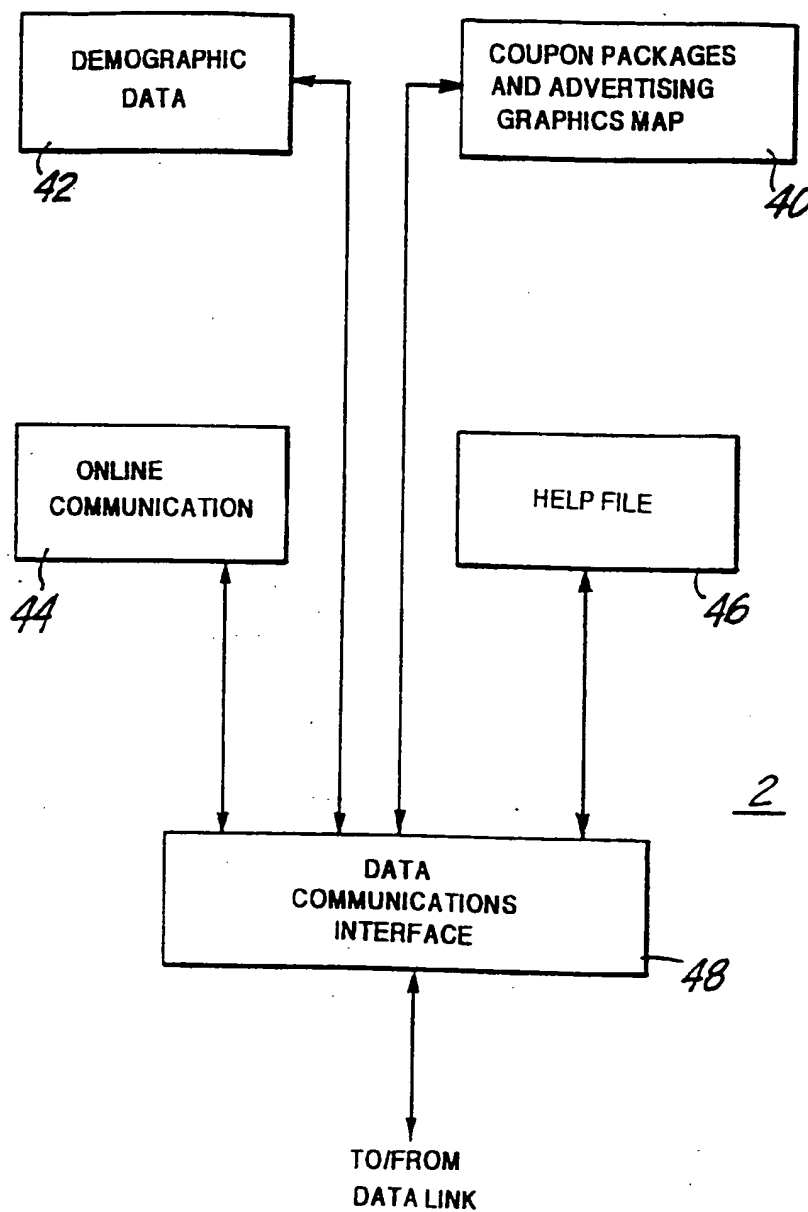 DEMOGRAPHIC
DATA
42
COUPON PACKAGES
AND ADVERTISING
GRAPHICS MAP
40
ONLINE
COMMUNICATION
44
HELP FILE
46
2
DATA
COMMUNICATIONS
INTERFACE
48
TO/FROM
DATA LINK